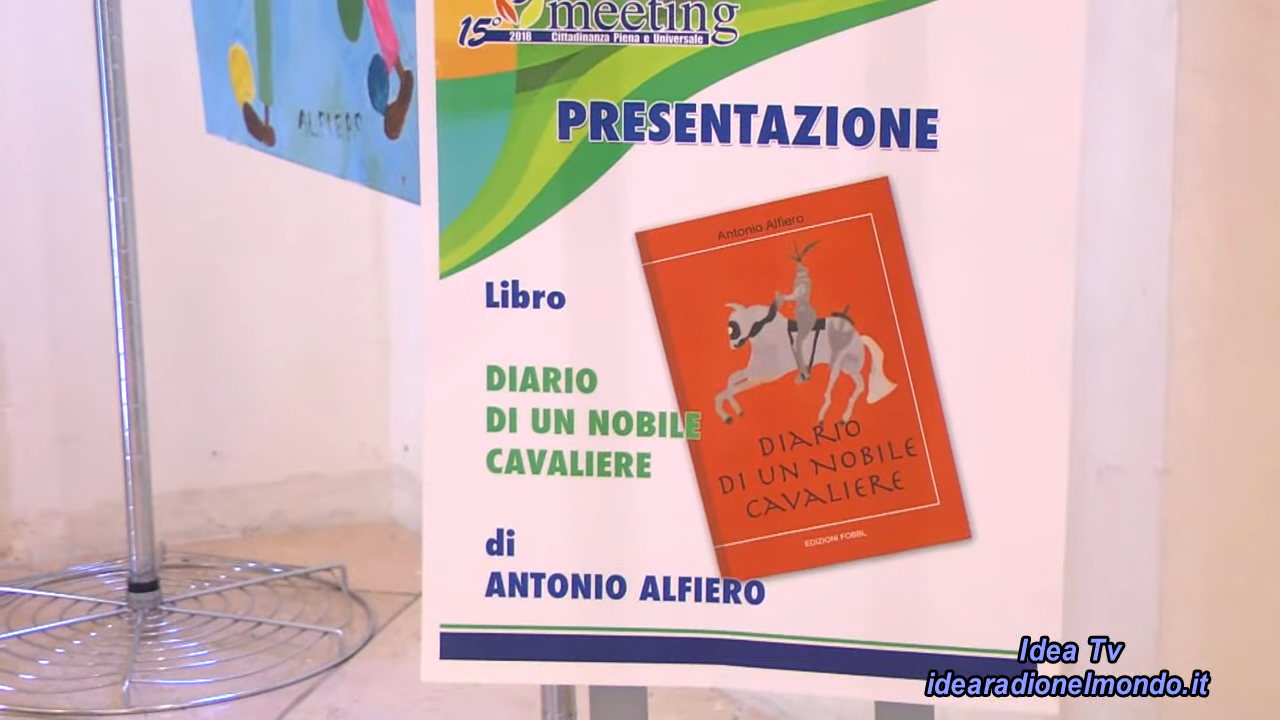 meeting
15° 2018 Cittadinanza Piena e Universale
ALFIERO
PRESENTAZIONE
Antonio Alfiero
DIARIO
DI UN NOBILE
CAVALIERE
EDIZIONI FOBBL
Libro
DIARIO
DI UN NOBILE
CAVALIERE
di
ANTONIO ALFIERO
Idea Tv
idearadionelmondo.it